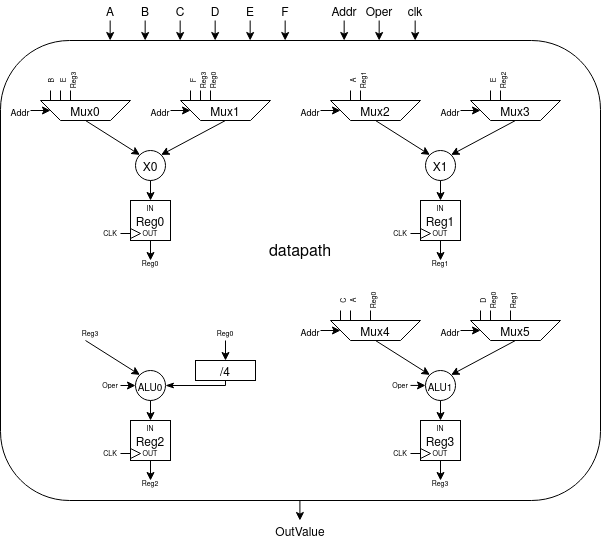 A B C D E F Addr Oper clk
B E Reg3 F Reg3 Reg0 A Reg1 E Reg2
Addr Mux0 Addr Mux1 Addr Mux2 Addr Mux3
X0 X1
IN IN
Reg0 Reg1
CLK OUT CLK OUT
Reg0 Reg1
datapath
C A Reg0 D Reg0 Reg1
Reg3 Reg0 Addr Mux4 Addr Mux5
/4
Oper ALU0 Oper ALU1
IN IN
Reg2 Reg3
CLK OUT CLK OUT
Reg2 Reg3
OutValue